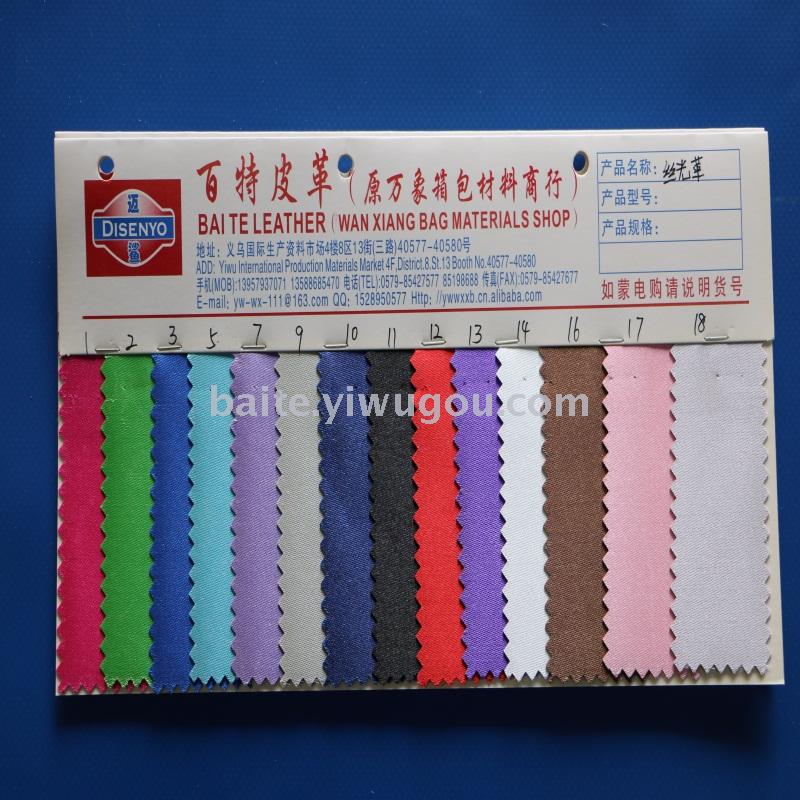 迈
DISENYO
鲨
百特皮革(原万象箱包材料商行)
BAI TE LEATHER (WAN XIANG BAG MATERIALS SHOP)
地址: 义乌国际生产资料市场4楼8区13街(三路)40577-40580号
ADD: Yiwu International Production Materials Market 4F,District.8.St.13 Booth No.40577-40580
手机(MOB):13957937071 13588685470 电话(TEL):0579-85427577 85198688 传真(FAX):0579-85427677
E-mail: yw-wx-111@163.com QQ: 1528950577 Http: //ywwxxb.cn.alibaba.com
产品名称: 丝光革
产品型号:
产品规格:
如蒙电购请说明货号
1 2 3 5 7 9 10 11 12 13 14 16 17 18
baite.yiwugou.com